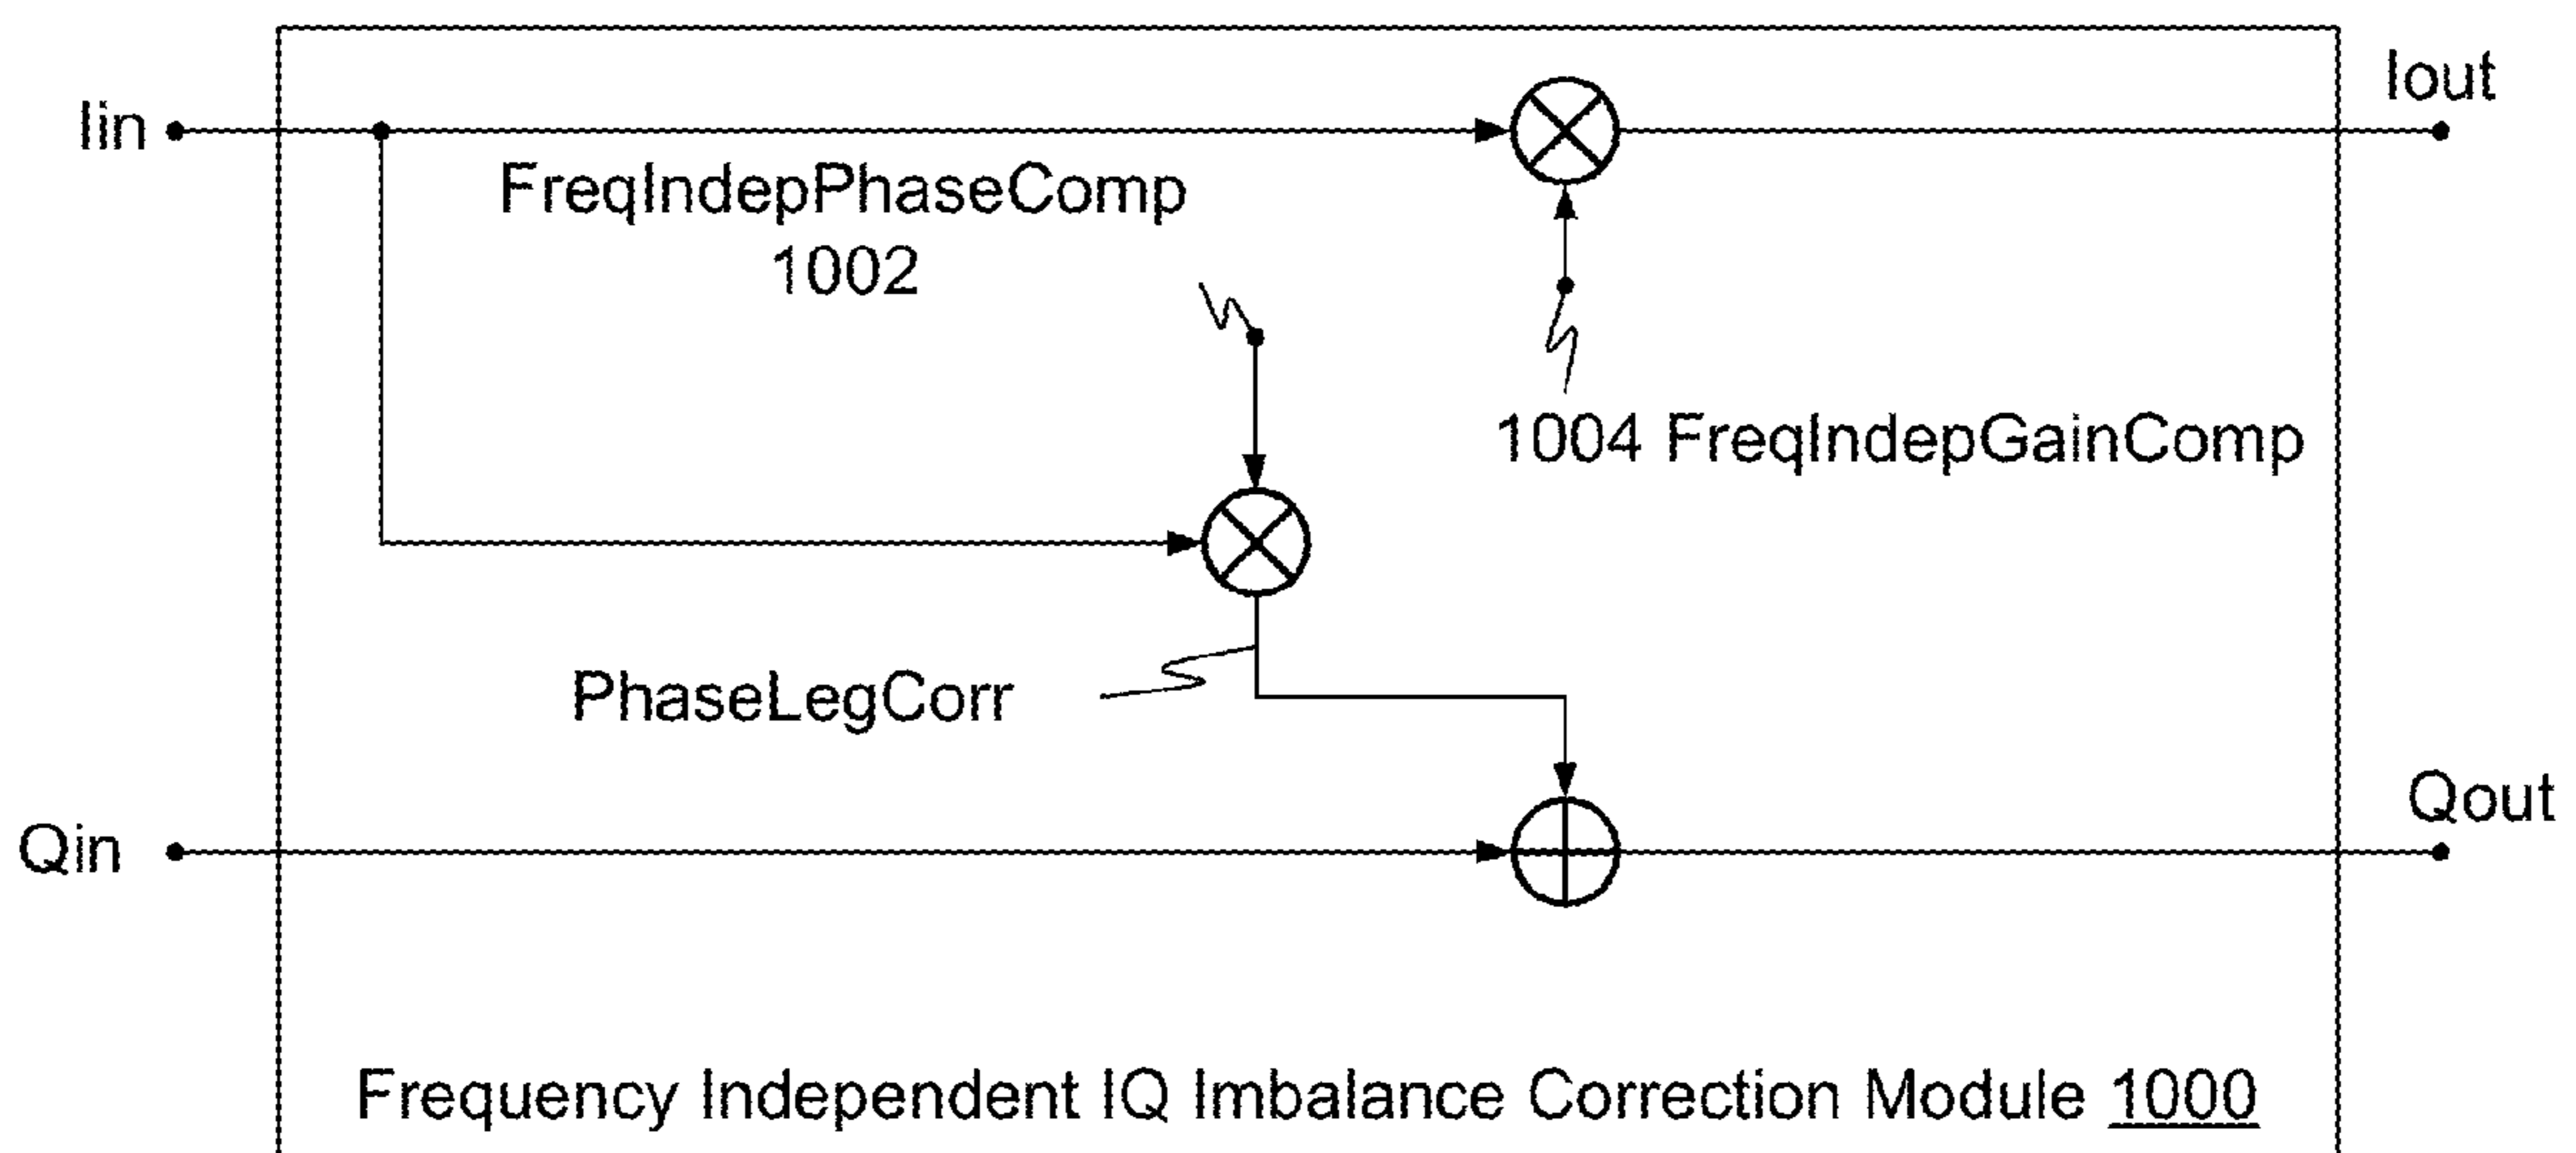 Iin
Iout
FreqIndepPhaseComp
1002
1004 FreqIndepGainComp
PhaseLegCorr
Qin
Qout
Frequency Independent IQ Imbalance Correction Module 1000